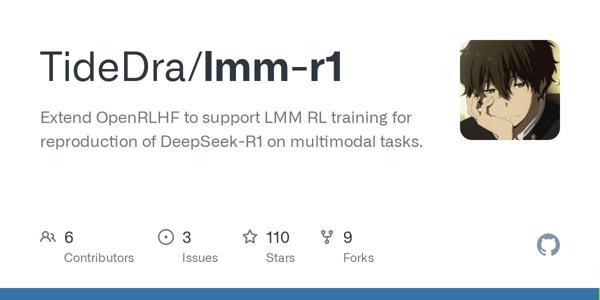 TideDra/lmm-r1
Extend OpenRLHF to support LMM RL training for
reproduction of DeepSeek-R1 on multimodal tasks.
6 3 110 9
Contributors Issues Stars Forks